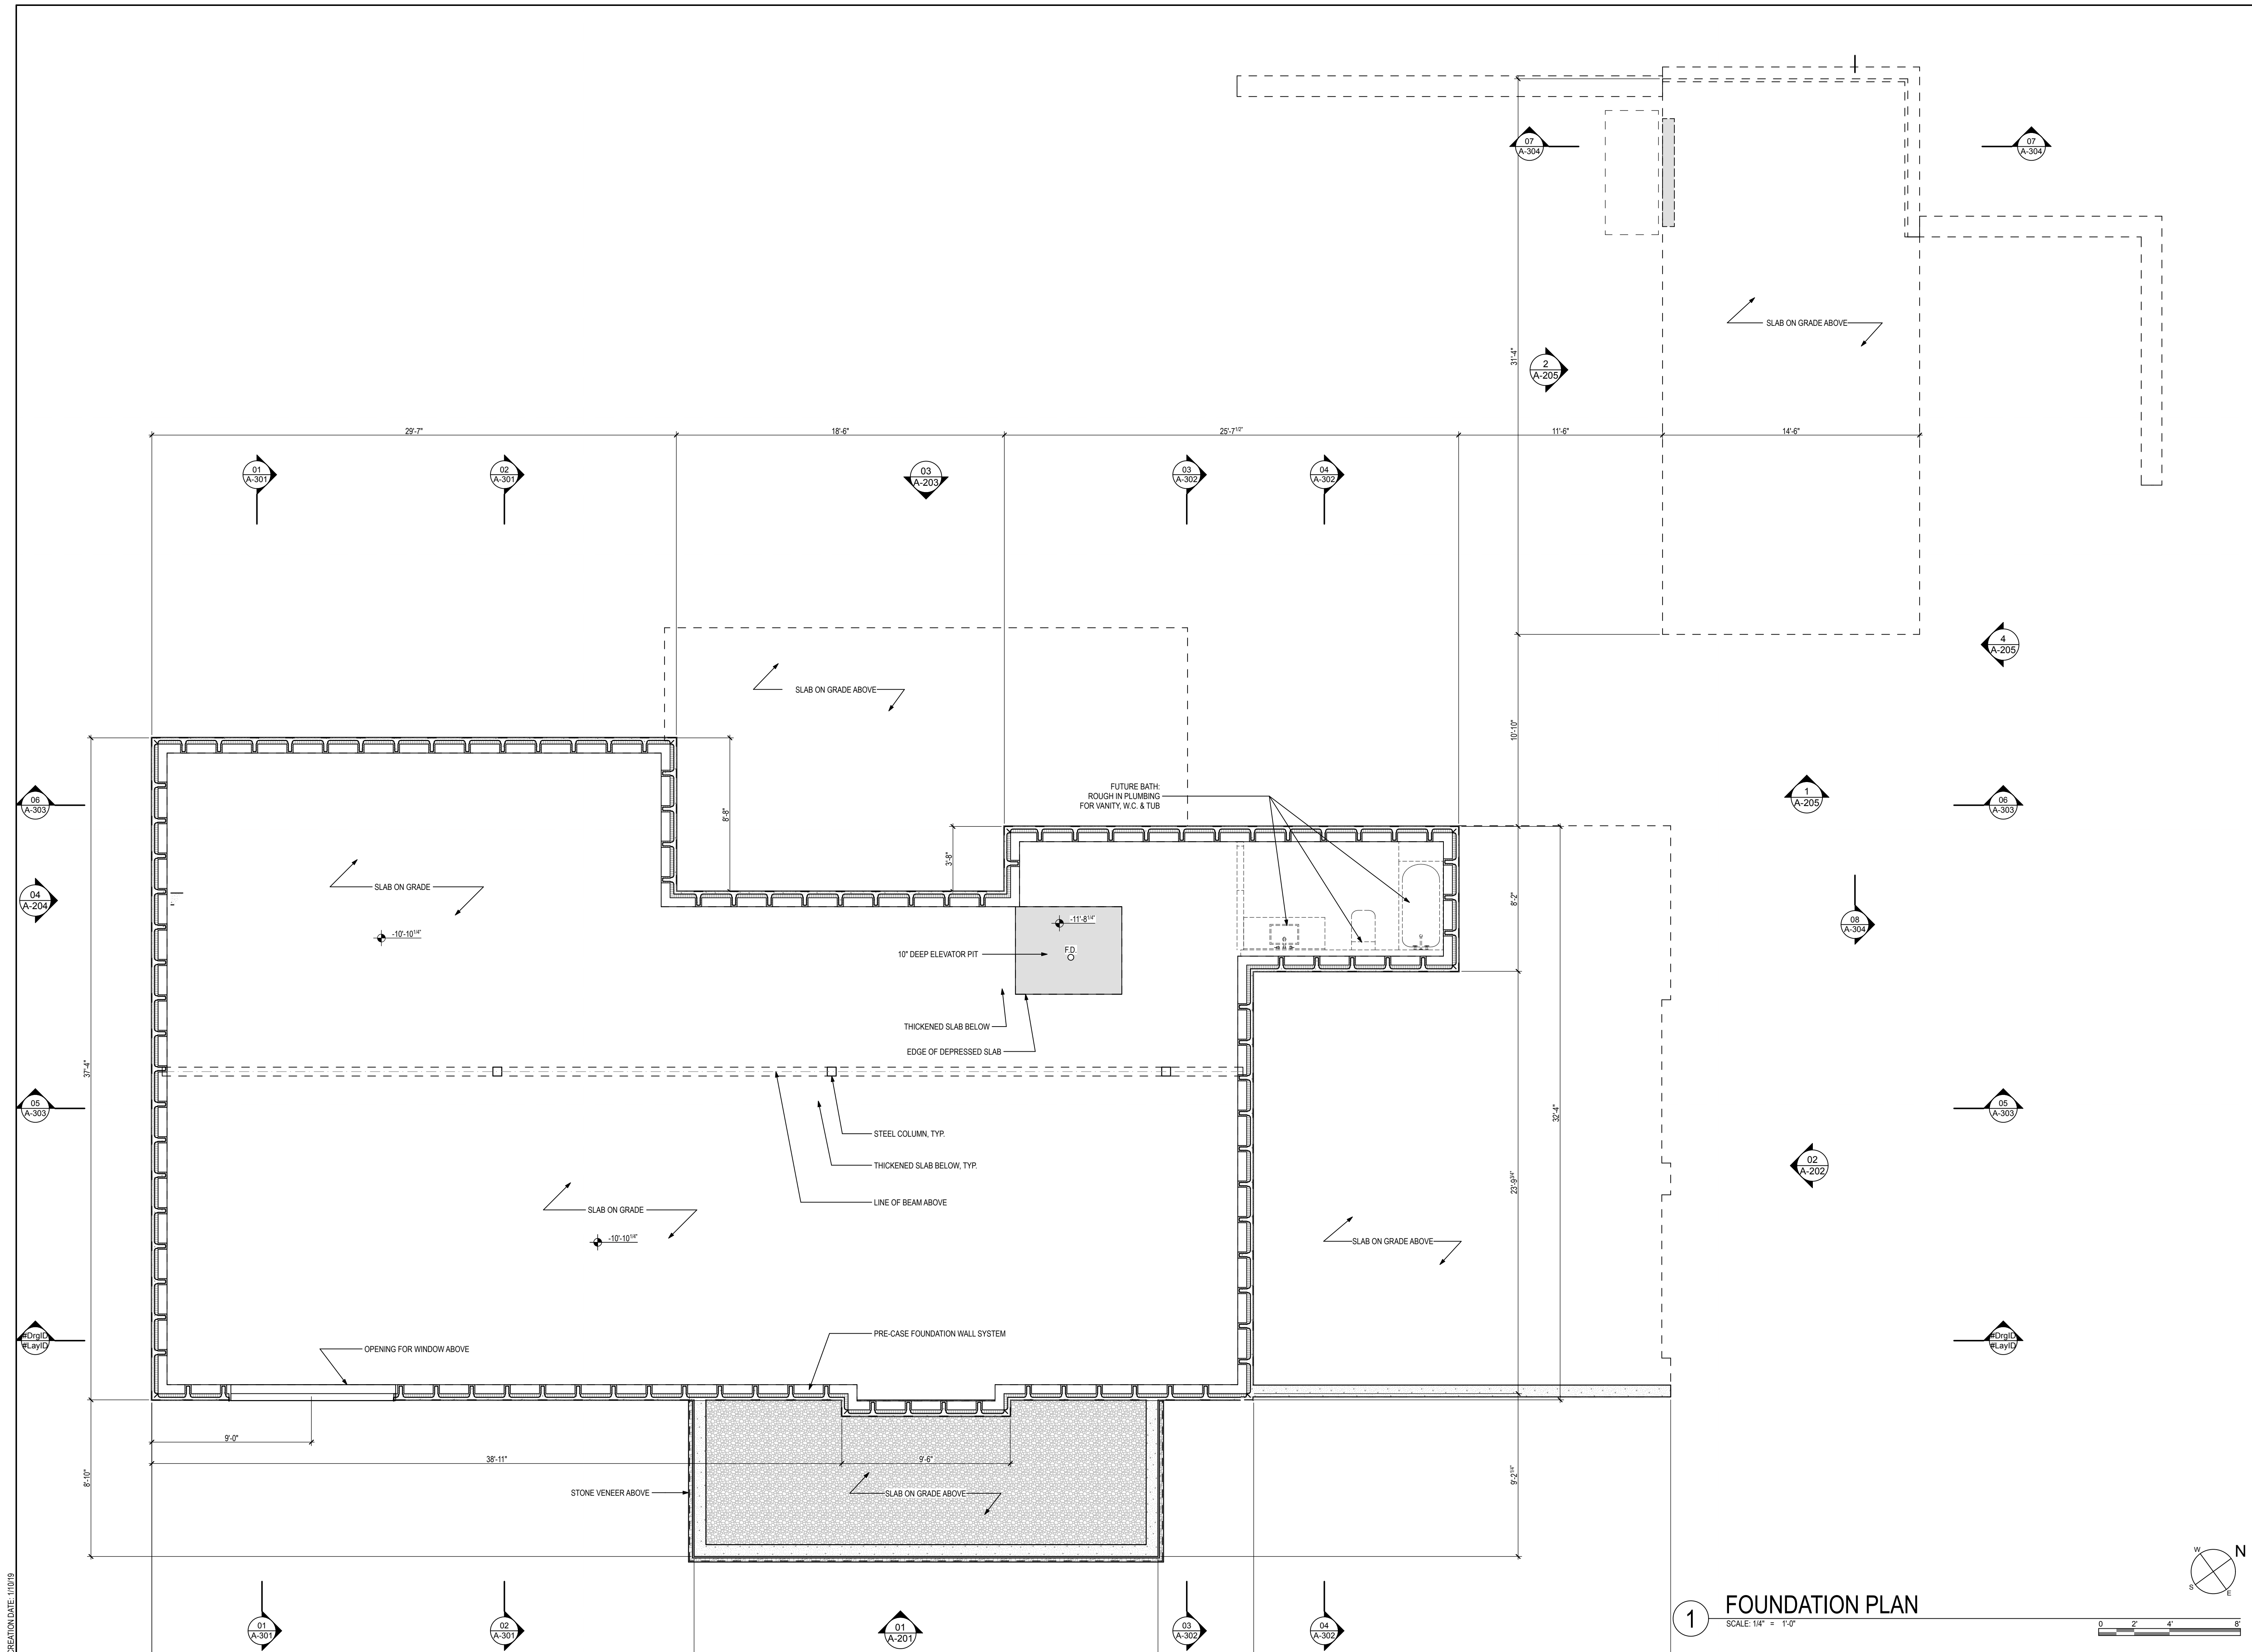 07
A-304
07
A-304
SLAB ON GRADE ABOVE
31'-4"
2
A-205
29'-7"
18'-6"
25'-7 1/2"
11'-6"
14'-6"
01
A-301
02
A-301
03
A-203
03
A-302
04
A-302
4
A-205
SLAB ON GRADE ABOVE
10'-10"
FUTURE BATH:
ROUGH IN PLUMBING
FOR VANITY, W.C. & TUB
06
A-303
1
A-205
06
A-303
8'-8"
3'-8"
SLAB ON GRADE
8'-2"
04
A-204
-11'-8 1/4"
08
A-304
-10'-10 1/4"
F.D.
10" DEEP ELEVATOR PIT
THICKENED SLAB BELOW
EDGE OF DEPRESSED SLAB
37'-4"
05
A-303
32'-4"
05
A-303
STEEL COLUMN, TYP.
THICKENED SLAB BELOW, TYP.
02
A-202
23'-9 3/4"
LINE OF BEAM ABOVE
SLAB ON GRADE
-10'-10 1/4"
SLAB ON GRADE ABOVE
#DrgID
#LayID
PRE-CASE FOUNDATION WALL SYSTEM
#DrgID
#LayID
OPENING FOR WINDOW ABOVE
9'-0"
38'-11"
9'-6"
8'-10"
9'-2 1/4"
STONE VENEER ABOVE
SLAB ON GRADE ABOVE
W
N
S
E
CREATION DATE: 1/10/19
01
A-301
02
A-301
01
A-201
03
A-302
04
A-302
1
FOUNDATION PLAN
SCALE: 1/4" = 1'-0"
0 2' 4' 8'